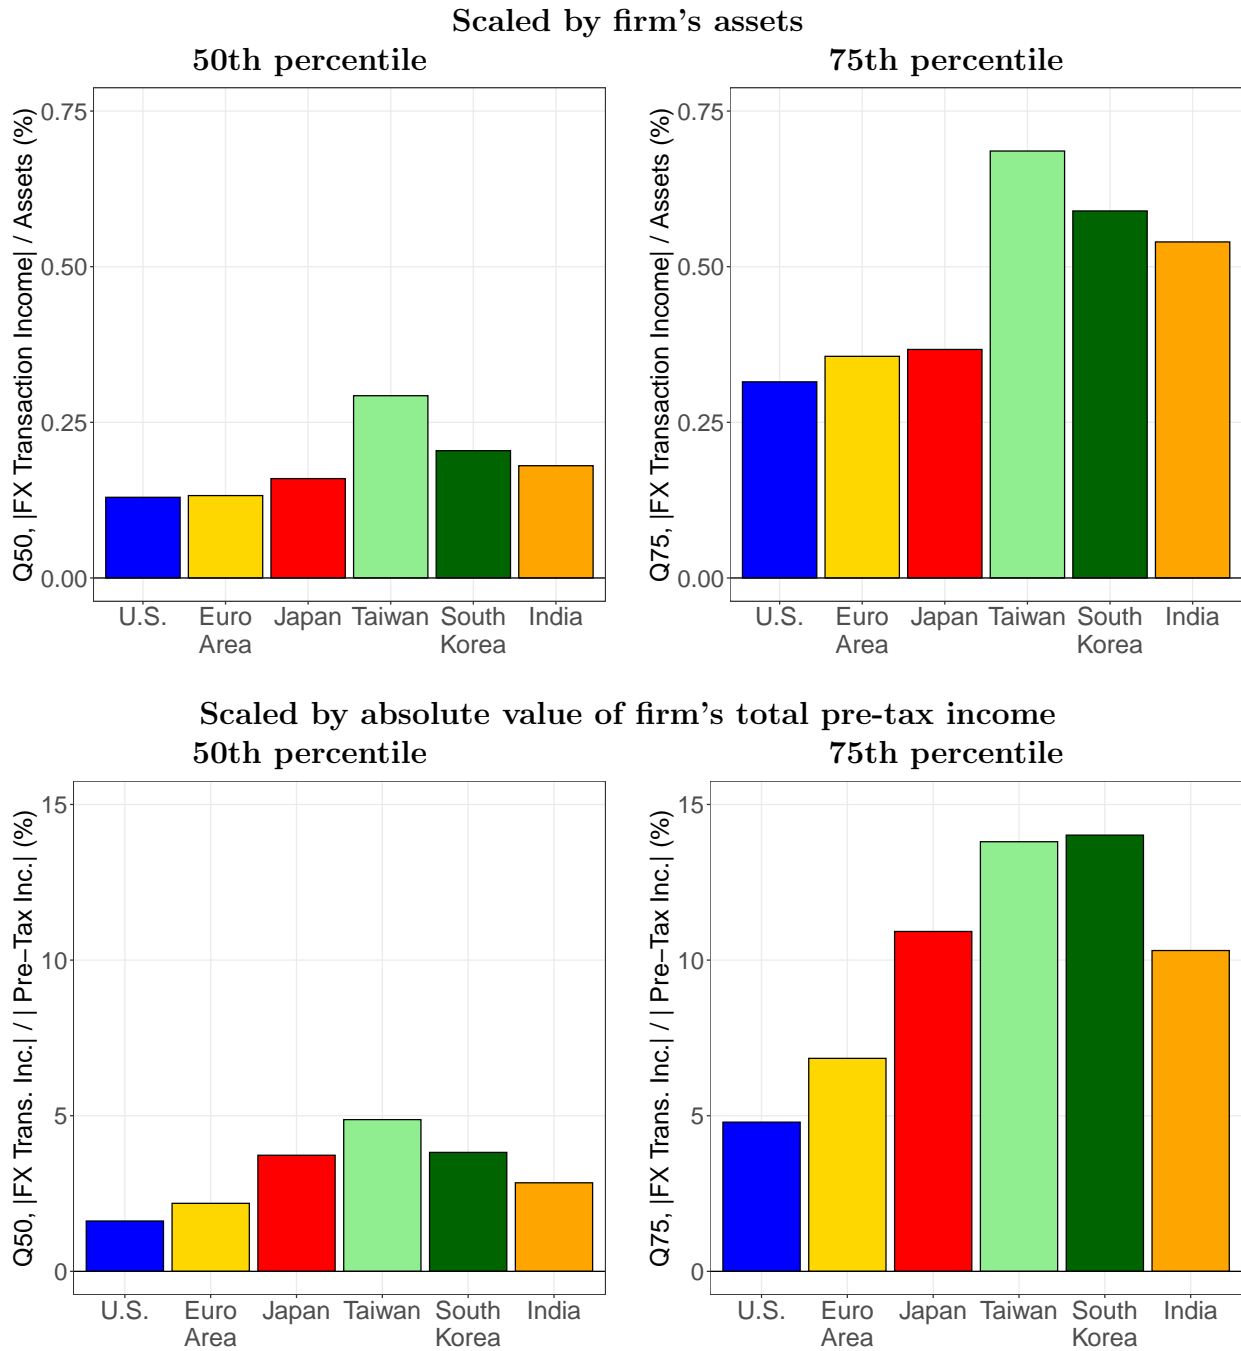 Scaled by firm's assets
50th percentile
75th percentile
Q50, |FX Transaction Income| / Assets (%)
0.75
0.50
0.25
0.00
U.S.
Euro
Area
Japan
Taiwan
South
Korea
India
Q75, |FX Transaction Income| / Assets (%)
0.75
0.50
0.25
0.00
U.S.
Euro
Area
Japan
Taiwan
South
Korea
India
Scaled by absolute value of firm's total pre-tax income
50th percentile
75th percentile
Q50, |FX Trans. Inc.| / | Pre−Tax Inc.| (%)
15
10
5
0
U.S.
Euro
Area
Japan
Taiwan
South
Korea
India
Q75, |FX Trans. Inc.| / | Pre−Tax Inc.| (%)
15
10
5
0
U.S.
Euro
Area
Japan
Taiwan
South
Korea
India